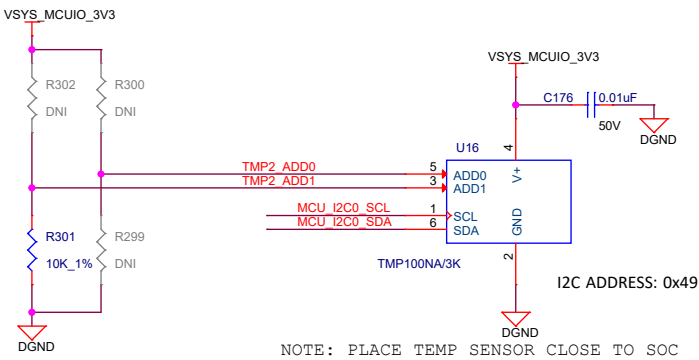 VSYS_MCUIO_3V3
VSYS_MCUIO_3V3
R302
DNI
R300
DNI
C176
0.01uF
50V
DGND
U16
4
TMP2_ADD0
5
ADD0
V+
TMP2_ADD1
3
ADD1
MCU_I2C0_SCL
1
SCL
MCU_I2C0_SDA
6
SDA
GND
R301
10K_1%
R299
DNI
TMP100NA/3K
2
I2C ADDRESS: 0x49
DGND
DGND
NOTE: PLACE TEMP SENSOR CLOSE TO SOC